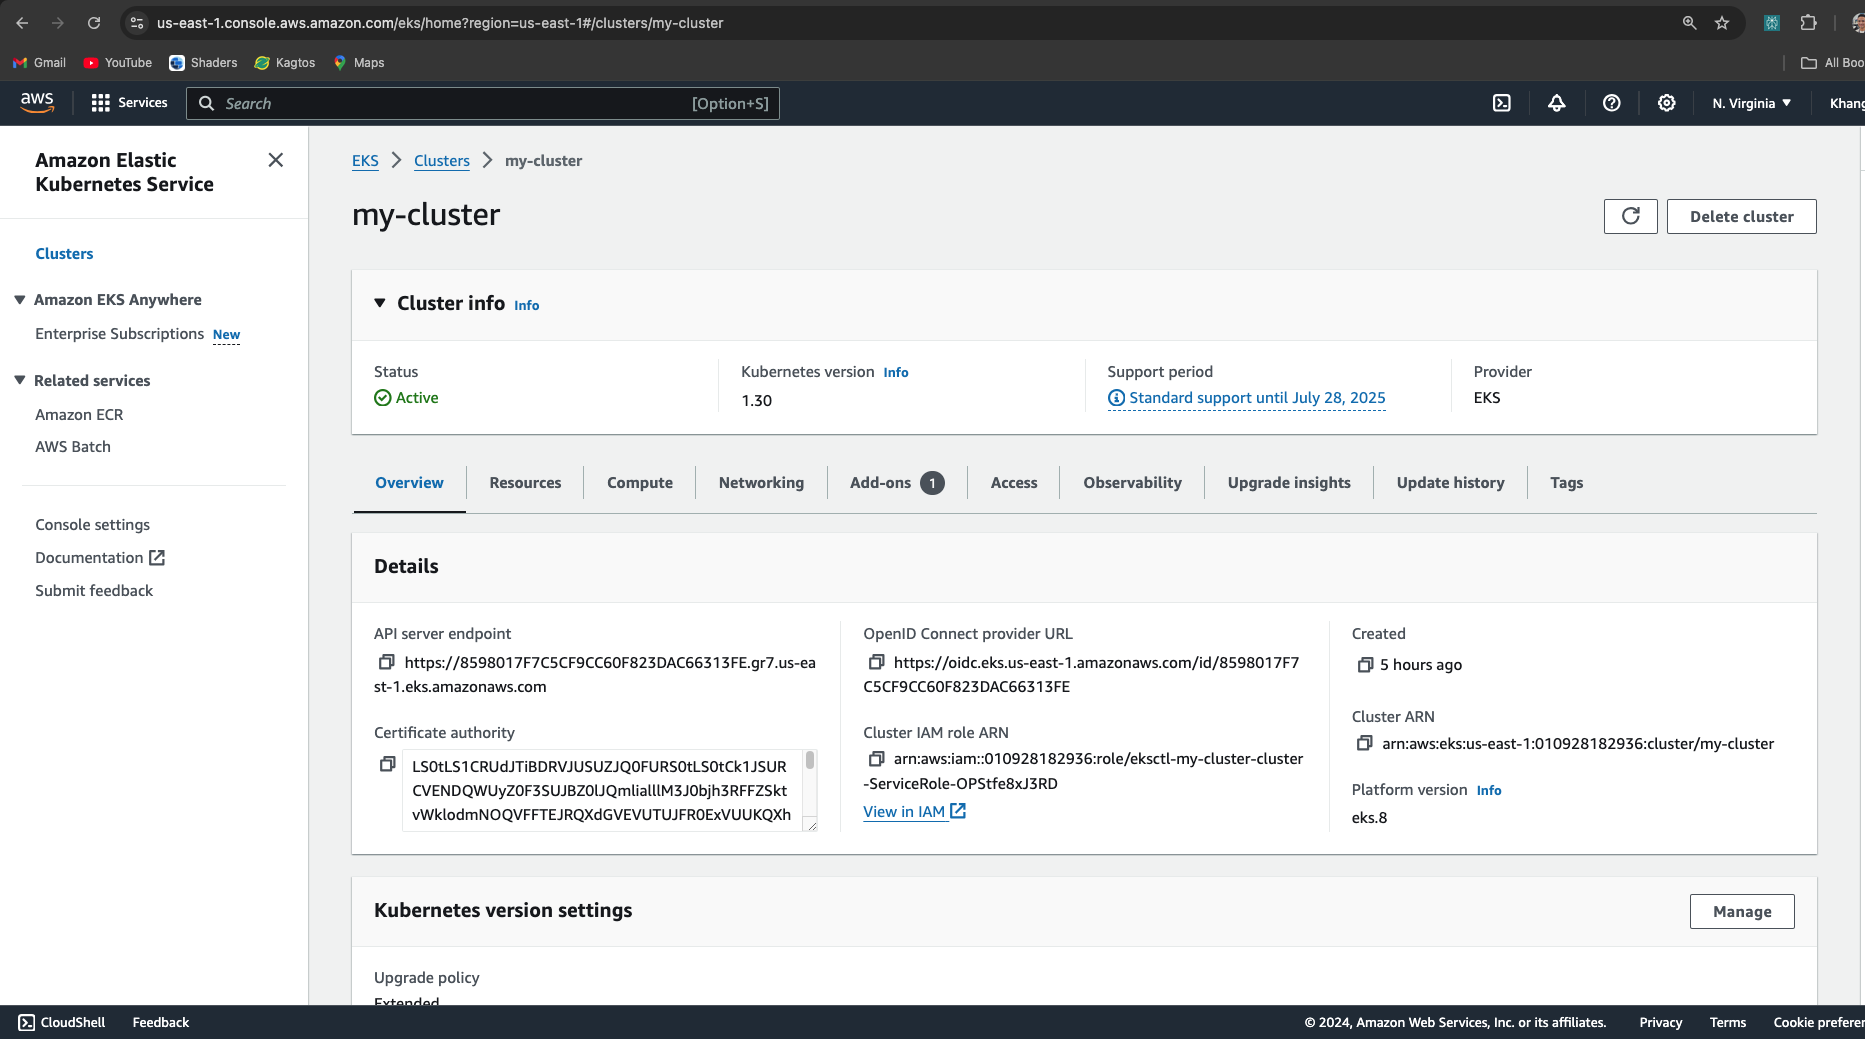 us-east-1.console.aws.amazon.com/eks/home?region=us-east-1#/clusters/my-cluster
Gmail YouTube Shaders Kagtos Maps All Boo
aws Services Search [Option+S] N. Virginia Khang
Amazon Elastic
Kubernetes Service
Clusters
Amazon EKS Anywhere
Enterprise Subscriptions New
Related services
Amazon ECR
AWS Batch
Console settings
Documentation
Submit feedback
EKS Clusters my-cluster
my-cluster
Delete cluster
Cluster info Info
Status
Active
Kubernetes version Info
1.30
Support period
Standard support until July 28, 2025
Provider
EKS
Overview Resources Compute Networking Add-ons 1 Access Observability Upgrade insights Update history Tags
Details
API server endpoint
https://8598017F7C5CF9CC60F823DAC66313FE.gr7.us-ea
st-1.eks.amazonaws.com
Certificate authority
LS0tLS1CRUdJTiBDRVJUSUZJQ0FURS0tLS0tCk1JSUR
CVENDQWUyZ0F3SUJBZ0lJQmlialllM3J0bjh3RFFZSkt
vWklodmNOQVFFTEJRQXdGVEVUTUJFR0ExVUUKQXh
OpenID Connect provider URL
https://oidc.eks.us-east-1.amazonaws.com/id/8598017F7
C5CF9CC60F823DAC66313FE
Cluster IAM role ARN
arn:aws:iam::010928182936:role/eksctl-my-cluster-cluster
-ServiceRole-OPStfe8xJ3RD
View in IAM
Created
5 hours ago
Cluster ARN
arn:aws:eks:us-east-1:010928182936:cluster/my-cluster
Platform version Info
eks.8
Kubernetes version settings
Manage
Upgrade policy
Extended
CloudShell Feedback © 2024, Amazon Web Services, Inc. or its affiliates. Privacy Terms Cookie preferen